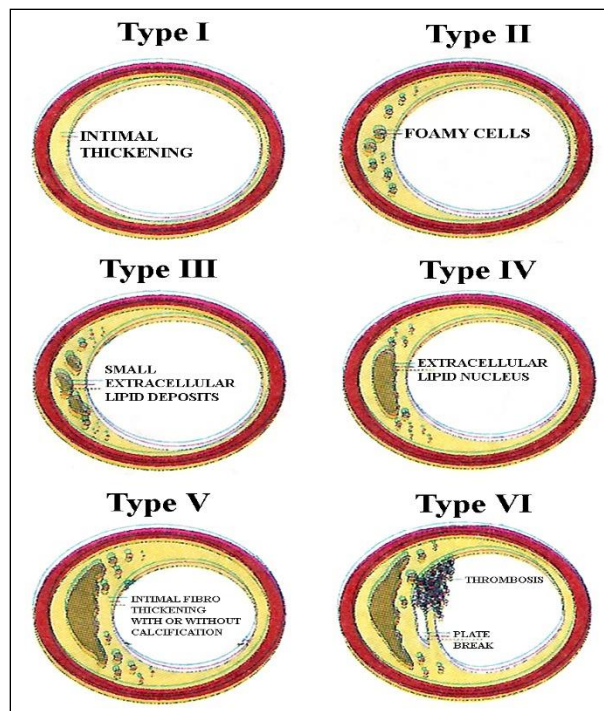 Type I
Type II
INTIMAL
THICKENING
FOAMY CELLS
Type III
Type IV
SMALL
EXTRACELLULAR
LIPID DEPOSITS
EXTRACELLULAR
LIPID NUCLEUS
Type V
Type VI
INTIMAL FIBRO
THICKENING
WITH OR WITHOUT
CALCIFICATION
THROMBOSIS
PLATE
BREAK